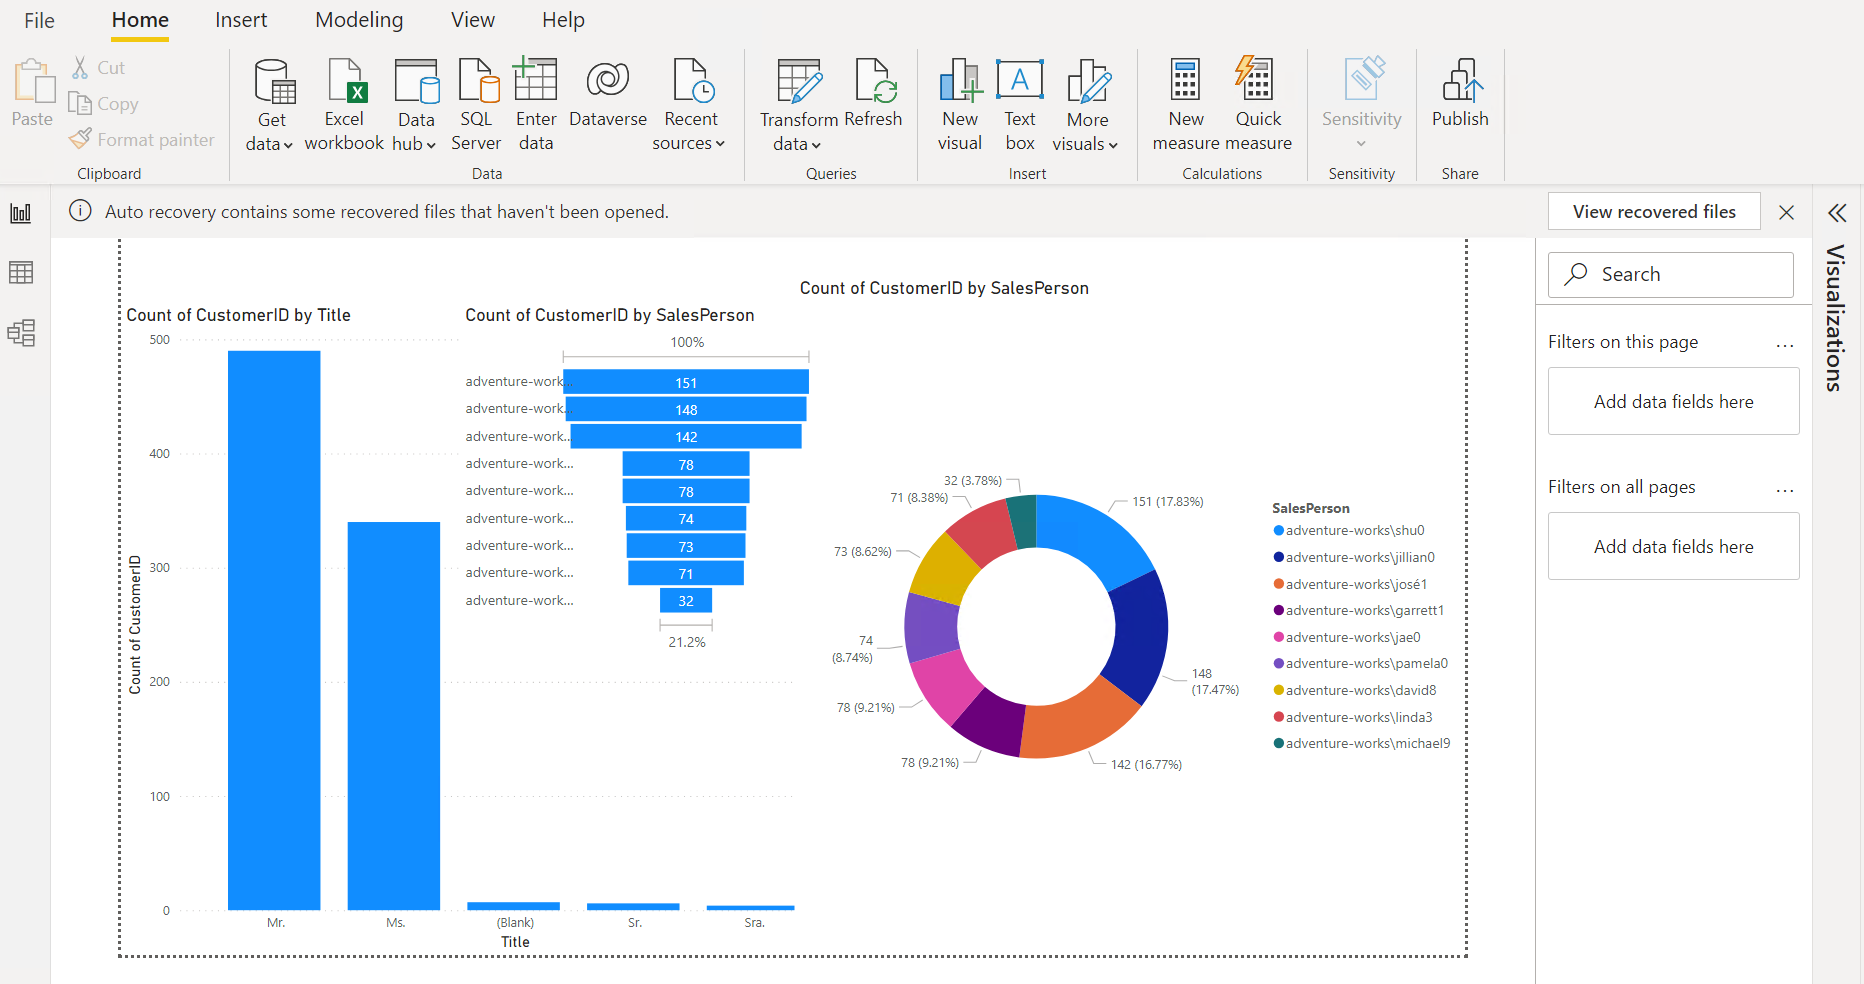 File Home Insert Modeling View Help
Paste
Cut
Copy
Format painter
Clipboard
Get
data
Excel
workbook
Data
hub
SQL
Server
Enter
data
Dataverse
Recent
sources
Data
Transform
data
Refresh
Queries
New
visual
Text
box
More
visuals
Insert
New
measure
Quick
measure
Calculations
Sensitivity
Sensitivity
Publish
Share
Auto recovery contains some recovered files that haven't been opened.
View recovered files
Count of CustomerID by Title
500
400
300
200
100
0
Count of CustomerID
Mr. Ms. (Blank) Sr. Sra.
Title
Count of CustomerID by SalesPerson
100%
adventure-work... 151
adventure-work... 148
adventure-work... 142
adventure-work... 78
adventure-work... 78
adventure-work... 74
adventure-work... 73
adventure-work... 71
adventure-work... 32
21.2%
Count of CustomerID by SalesPerson
151 (17.83%)
148
(17.47%)
142 (16.77%)
78 (9.21%)
78 (9.21%)
74
(8.74%)
73 (8.62%)
71 (8.38%)
32 (3.78%)
SalesPerson
adventure-works\shu0
adventure-works\jillian0
adventure-works\josé1
adventure-works\garrett1
adventure-works\jae0
adventure-works\pamela0
adventure-works\david8
adventure-works\linda3
adventure-works\michael9
Search
Filters on this page ...
Add data fields here
Filters on all pages ...
Add data fields here
Visualizations